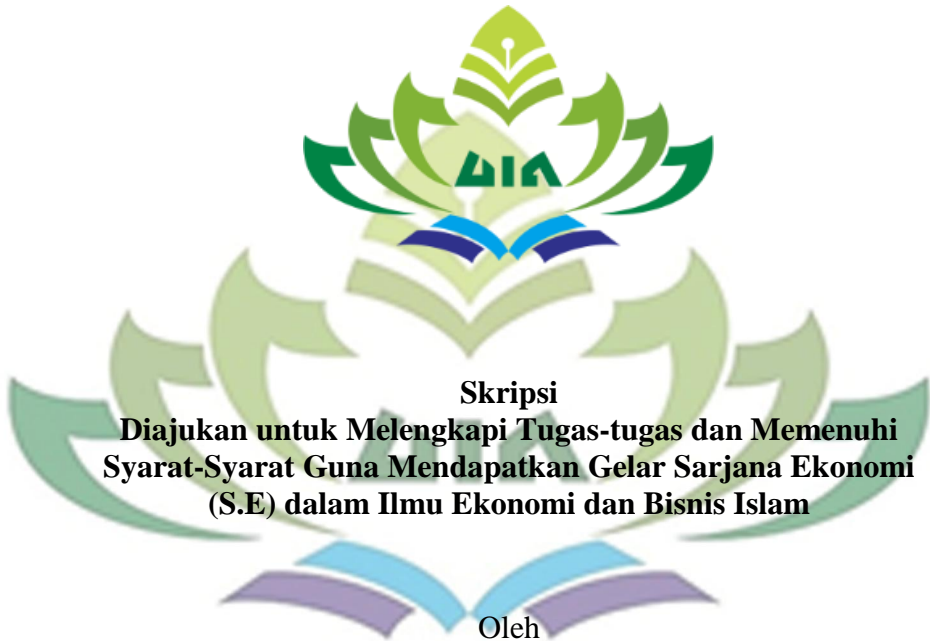 UIN
Skripsi
Diajukan untuk Melengkapi Tugas-tugas dan Memenuhi
Syarat-Syarat Guna Mendapatkan Gelar Sarjana Ekonomi
(S.E) dalam Ilmu Ekonomi dan Bisnis Islam
Oleh